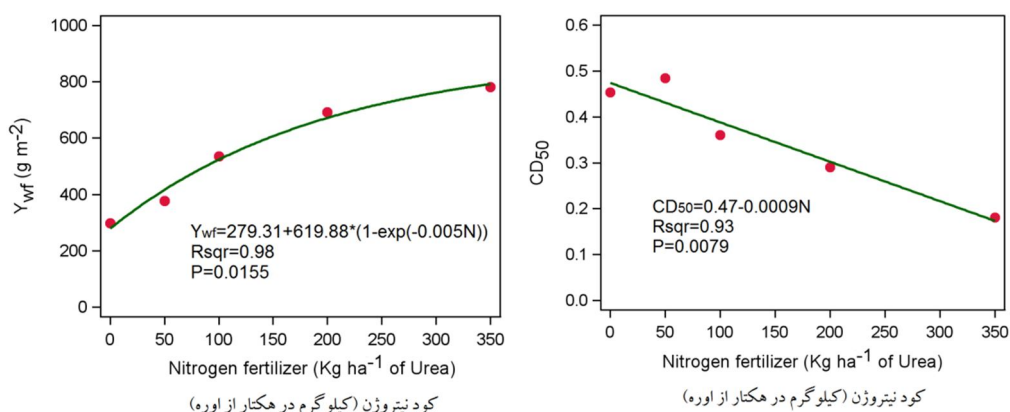 1000
800
600
400
200
0
Ywf (g m-2)
Ywf=279.31+619.88*(1-exp(-0.005N))
Rsqr=0.98
P=0.0155
0 50 100 150 200 250 300 350
Nitrogen fertilizer (Kg ha-1 of Urea)
کود نیتروژن (کیلوگرم در هکتار از اوره)
0.6
0.5
0.4
0.3
0.2
0.1
0.0
CD50
CD50=0.47-0.0009N
Rsqr=0.93
P=0.0079
0 50 100 150 200 250 300 350
Nitrogen fertilizer (Kg ha-1 of Urea)
کود نیتروژن (کیلوگرم در هکتار از اوره)